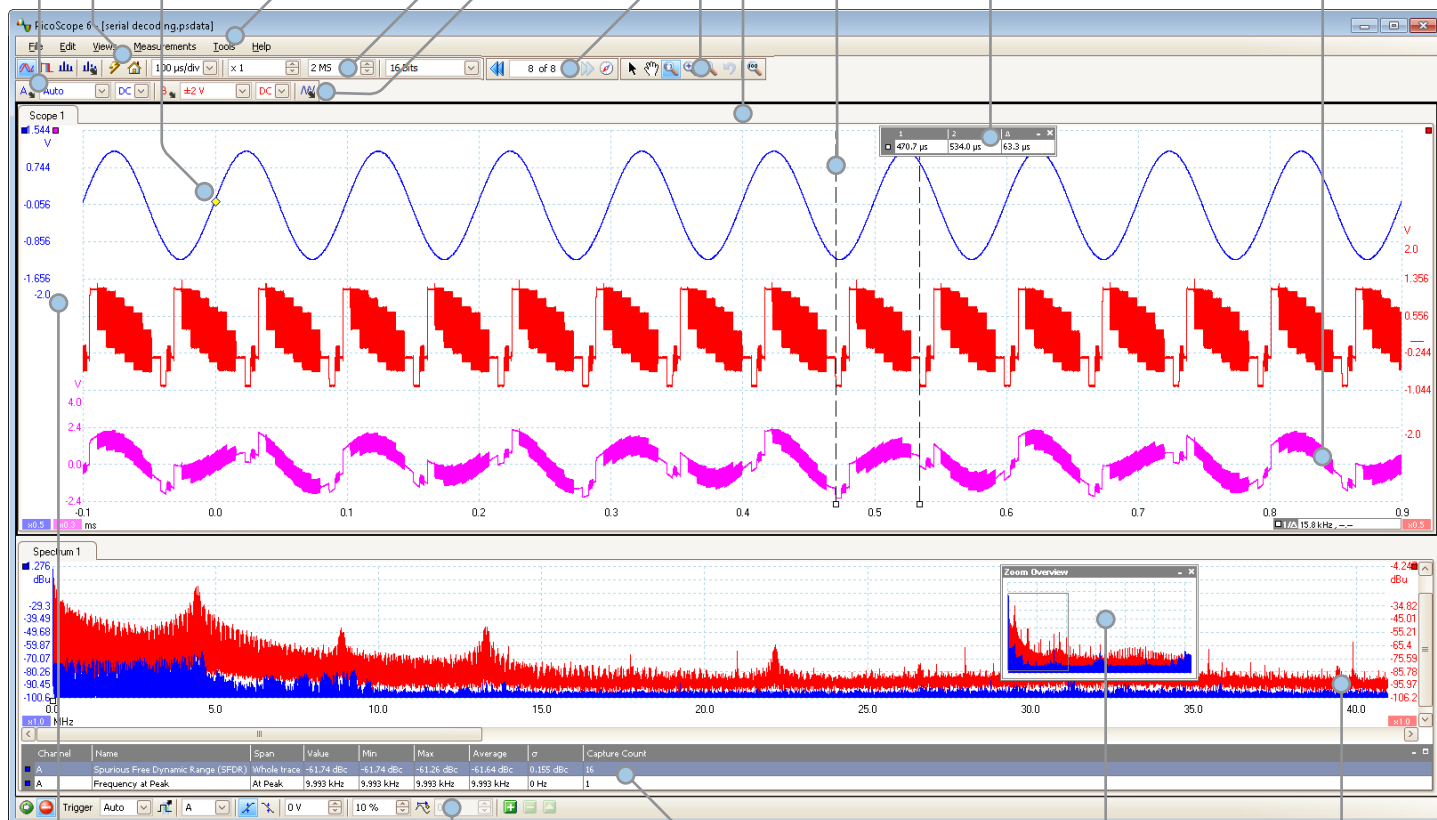 PicoScope 6 - [serial decoding.psdata]
File Edit Views Measurements Tools Help
100 µs/div x 1 2 MS 16 Bits 8 of 8
A Auto DC B ±2 V DC
Scope 1
1.544
V
0.744
-0.056
-0.856
-1.656
-2.0
V
4.0
2.4
0.0
-2.4
1 2 Δ
470.7 µs 534.0 µs 63.3 µs
V
2.0
1.356
0.556
-0.244
-1.044
-2.0
-0.1 0.0 0.1 0.2 0.3 0.4 0.5 0.6 0.7 0.8 0.9
x0.5 x0.3 ms 1/Δ 15.8 kHz , --.-- x0.5
Spectrum 1
1.276
dBu
-29.3
-39.49
-49.68
-59.87
-70.07
-80.26
-90.45
-100.6
Zoom Overview
dBu
-34.82
-45.01
-55.21
-65.4
-75.59
-85.78
-95.97
-106.2
0.0 5.0 10.0 15.0 20.0 25.0 30.0 35.0 40.0
x1.0 MHz x1.0
Channel Name Span Value Min Max Average σ Capture Count
A Spurious Free Dynamic Range (SFDR) Whole trace -61.74 dBc -61.74 dBc -61.26 dBc -61.64 dBc 0.155 dBc 16
A Frequency at Peak At Peak 9.993 kHz 9.993 kHz 9.993 kHz 9.993 kHz 0 Hz 1
Trigger Auto A 0 V 10 %